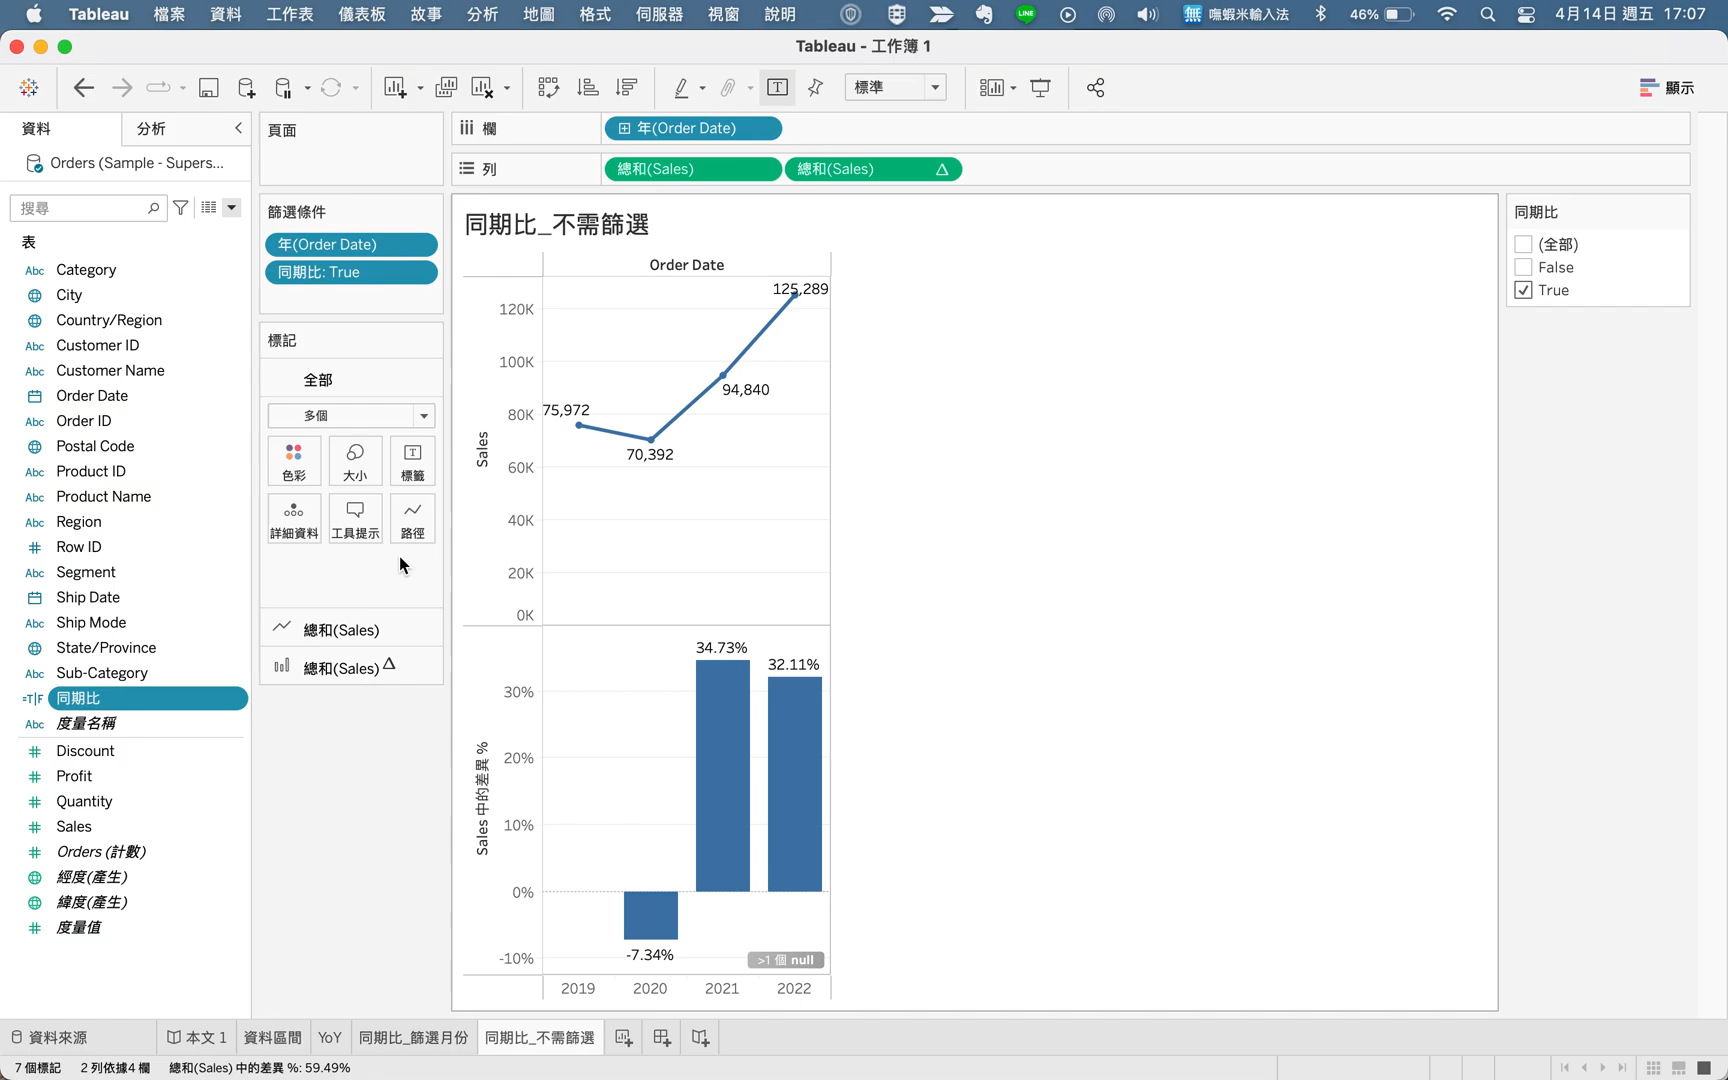 Tableau 檔案 資料 工作表 儀表板 故事 分析 地圖 格式 伺服器 視窗 說明 LINE 無 嘸蝦米輸入法 46% 4月14日 週五 17:07
Tableau - 工作簿 1
標準 顯示
資料 分析
Orders (Sample - Supers...
搜尋
表
Abc Category
City
Country/Region
Abc Customer ID
Abc Customer Name
Order Date
Abc Order ID
Postal Code
Abc Product ID
Abc Product Name
Abc Region
Row ID
Abc Segment
Ship Date
Abc Ship Mode
State/Province
Abc Sub-Category
=T|F 同期比
Abc 度量名稱
Discount
Profit
Quantity
Sales
Orders (計數)
經度(產生)
緯度(產生)
度量值
頁面
篩選條件
年(Order Date)
同期比: True
標記
全部
多個
色彩 大小 標籤
詳細資料 工具提示 路徑
總和(Sales)
總和(Sales) Δ
欄 年(Order Date)
列 總和(Sales) 總和(Sales) Δ
同期比_不需篩選
Order Date
Sales
120K
100K
80K
60K
40K
20K
0K
75,972
70,392
94,840
125,289
Sales 中的差異 %
30%
20%
10%
0%
-10%
-7.34%
34.73%
32.11%
>1 個 null
2019 2020 2021 2022
同期比
(全部)
False
True
資料來源 本文 1 資料區間 YoY 同期比_篩選月份 同期比_不需篩選
7 個標記 2 列依據4 欄 總和(Sales) 中的差異 %: 59.49%